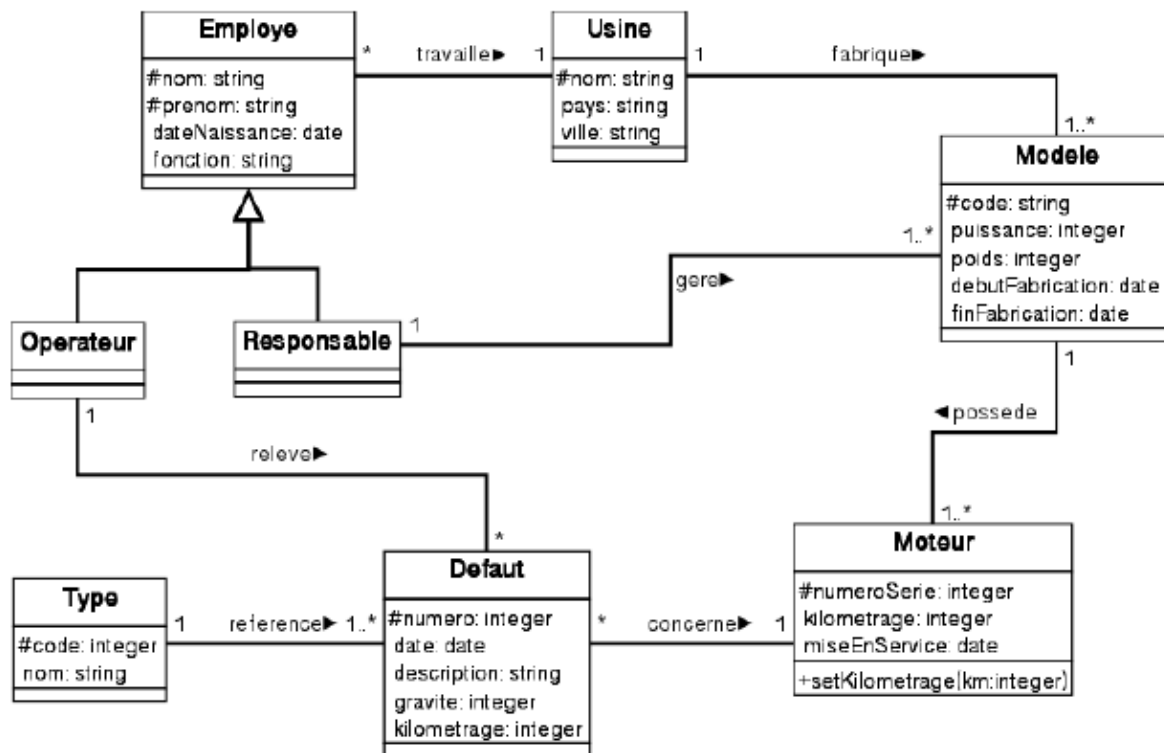 Employe
#nom: string
#prenom: string
dateNaissance: date
fonction: string
* travaille► 1
Usine
#nom: string
pays: string
ville: string
1 fabrique►
1..*
Modele
#code: string
puissance: integer
poids: integer
debutFabrication: date
finFabrication: date
Operateur
Responsable
1 gere► 1..*
1
◄possede
1..*
1
releve►
*
Type
#code: integer
nom: string
1 reference► 1..*
Defaut
#numero: integer
date: date
description: string
gravite: integer
kilometrage: integer
* concerne► 1
Moteur
#numeroSerie: integer
kilometrage: integer
miseEnService: date
+setKilometrage(km:integer)